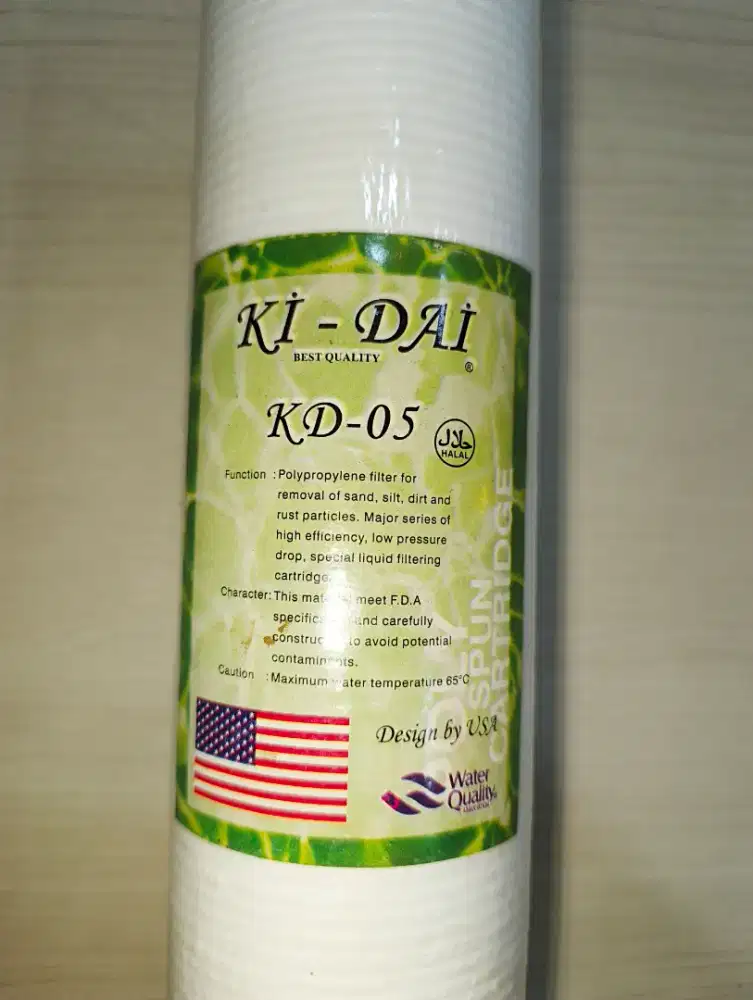 Kİ - DAİ
BEST QUALITY
®
KD-05
حلال
HALAL
Function : Polypropylene filter for
removal of sand, silt, dirt and
rust particles. Major series of
high efficiency, low pressure
drop, special liquid filtering
cartridge.
Character: This meet F.D.A
and carefully
to avoid potential
contaminants.
Caution : Maximum water temperature 65°C
Design by USA
Water
Quality
POLY
SPUN
CARTRIDGE